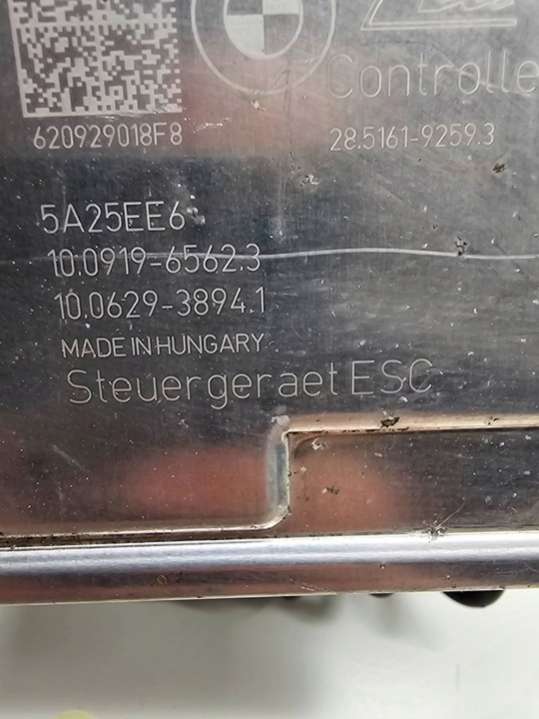 Controlle
620929018F8
28.5161-9259.3
5A25EE6
10.0919-6562.3
10.0629-3894.1
MADE IN HUNGARY
Steuergeraet ESC